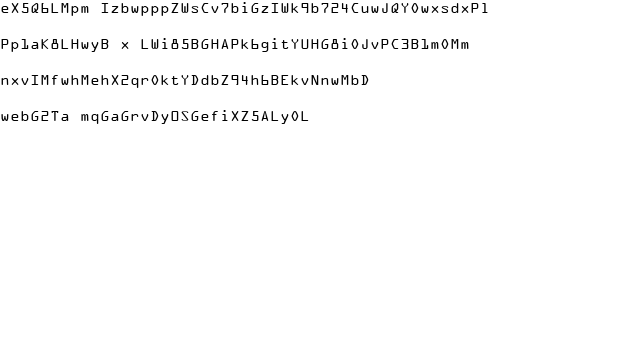 eX5Q6LMpm IzbwpppZWsCv7biGzIWk9b724CuwJQY0wxsdxPl
Pp1aK8LHwyB x LWi85BGHAPk6gitYUHG8i0JvPC3B1m0Mm
nxvIMfwhMehX2qr0ktYDdbZ94h6BEkvNnwMbD
webG2Ta mqGaGrvDyOSGefiXZ5ALy0L